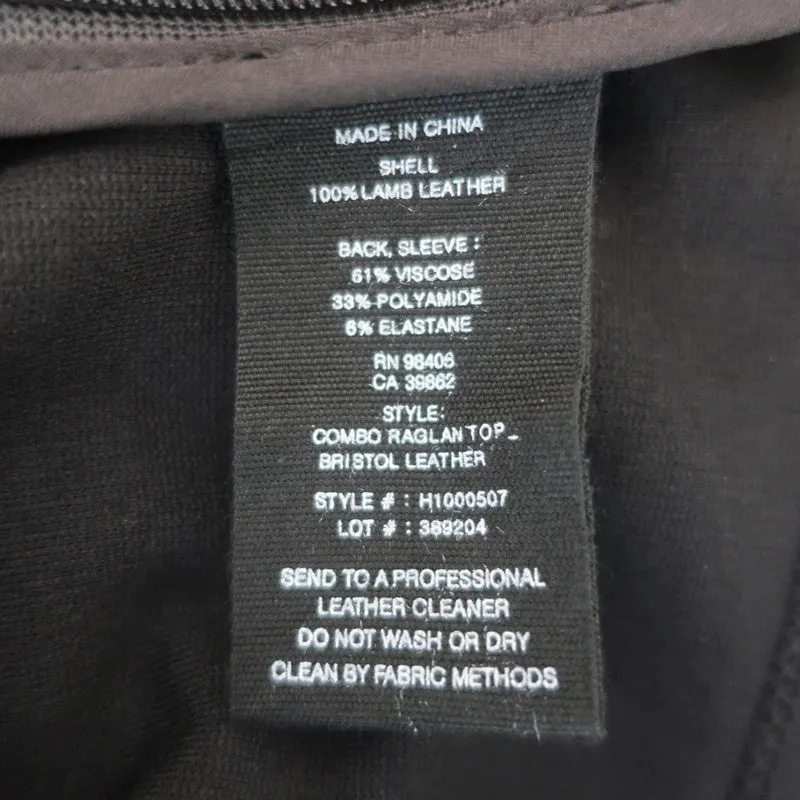 MADE IN CHINA
SHELL
100% LAMB LEATHER
BACK, SLEEVE :
61% VISCOSE
33% POLYAMIDE
6% ELASTANE
RN 98406
CA 39862
STYLE:
COMBO RAGLAN TOP_
BRISTOL LEATHER
STYLE # : H1000507
LOT # : 389204
SEND TO A PROFESSIONAL
LEATHER CLEANER
DO NOT WASH OR DRY
CLEAN BY FABRIC METHODS